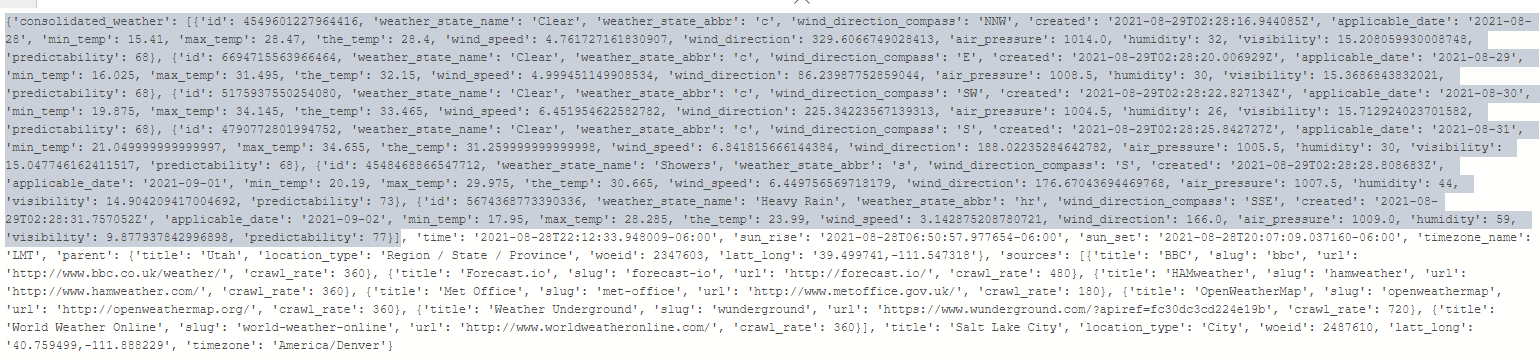 {'consolidated_weather': [{'id': 4549601227964416, 'weather_state_name': 'Clear', 'weather_state_abbr': 'c', 'wind_direction_compass': 'NNW', 'created': '2021-08-29T02:28:16.944085Z', 'applicable_date': '2021-08-
28', 'min_temp': 15.41, 'max_temp': 28.47, 'the_temp': 28.4, 'wind_speed': 4.761727161830907, 'wind_direction': 329.6066749028413, 'air_pressure': 1014.0, 'humidity': 32, 'visibility': 15.208059930008748,
'predictability': 68}, {'id': 6694715563966464, 'weather_state_name': 'Clear', 'weather_state_abbr': 'c', 'wind_direction_compass': 'E', 'created': '2021-08-29T02:28:20.006929Z', 'applicable_date': '2021-08-29',
'min_temp': 16.025, 'max_temp': 31.495, 'the_temp': 32.15, 'wind_speed': 4.999451149908534, 'wind_direction': 86.23987752859044, 'air_pressure': 1008.5, 'humidity': 30, 'visibility': 15.3686843832021,
'predictability': 68}, {'id': 5175937550254080, 'weather_state_name': 'Clear', 'weather_state_abbr': 'c', 'wind_direction_compass': 'SW', 'created': '2021-08-29T02:28:22.827134Z', 'applicable_date': '2021-08-30',
'min_temp': 19.875, 'max_temp': 34.145, 'the_temp': 33.465, 'wind_speed': 6.451954622582782, 'wind_direction': 225.34223567139313, 'air_pressure': 1004.5, 'humidity': 26, 'visibility': 15.712924023701582,
'predictability': 68}, {'id': 4790772801994752, 'weather_state_name': 'Clear', 'weather_state_abbr': 'c', 'wind_direction_compass': 'S', 'created': '2021-08-29T02:28:25.842727Z', 'applicable_date': '2021-08-31',
'min_temp': 21.049999999999997, 'max_temp': 34.655, 'the_temp': 31.259999999999998, 'wind_speed': 6.841815666144384, 'wind_direction': 188.02235284642782, 'air_pressure': 1005.5, 'humidity': 30, 'visibility':
15.047746162411517, 'predictability': 68}, {'id': 4548468866547712, 'weather_state_name': 'Showers', 'weather_state_abbr': 's', 'wind_direction_compass': 'S', 'created': '2021-08-29T02:28:28.808683Z',
'applicable_date': '2021-09-01', 'min_temp': 20.19, 'max_temp': 29.975, 'the_temp': 30.665, 'wind_speed': 6.449756569718179, 'wind_direction': 176.67043694469768, 'air_pressure': 1007.5, 'humidity': 44,
'visibility': 14.904209417004692, 'predictability': 73}, {'id': 5674368773390336, 'weather_state_name': 'Heavy Rain', 'weather_state_abbr': 'hr', 'wind_direction_compass': 'SSE', 'created': '2021-08-
29T02:28:31.757052Z', 'applicable_date': '2021-09-02', 'min_temp': 17.95, 'max_temp': 28.285, 'the_temp': 23.99, 'wind_speed': 3.142875208780721, 'wind_direction': 166.0, 'air_pressure': 1009.0, 'humidity': 59,
'visibility': 9.877937842996898, 'predictability': 77}], 'time': '2021-08-28T22:12:33.948009-06:00', 'sun_rise': '2021-08-28T06:50:57.977654-06:00', 'sun_set': '2021-08-28T20:07:09.037160-06:00', 'timezone_name':
'LMT', 'parent': {'title': 'Utah', 'location_type': 'Region / State / Province', 'woeid': 2347603, 'latt_long': '39.499741,-111.547318'}, 'sources': [{'title': 'BBC', 'slug': 'bbc', 'url':
'http://www.bbc.co.uk/weather/', 'crawl_rate': 360}, {'title': 'Forecast.io', 'slug': 'forecast-io', 'url': 'http://forecast.io/', 'crawl_rate': 480}, {'title': 'HAMweather', 'slug': 'hamweather', 'url':
'http://www.hamweather.com/', 'crawl_rate': 360}, {'title': 'Met Office', 'slug': 'met-office', 'url': 'http://www.metoffice.gov.uk/', 'crawl_rate': 180}, {'title': 'OpenWeatherMap', 'slug': 'openweathermap',
'url': 'http://openweathermap.org/', 'crawl_rate': 360}, {'title': 'Weather Underground', 'slug': 'wunderground', 'url': 'https://www.wunderground.com/?apiref=fc30dc3cd224e19b', 'crawl_rate': 720}, {'title':
'World Weather Online', 'slug': 'world-weather-online', 'url': 'http://www.worldweatheronline.com/', 'crawl_rate': 360}], 'title': 'Salt Lake City', 'location_type': 'City', 'woeid': 2487610, 'latt_long':
'40.759499,-111.888229', 'timezone': 'America/Denver'}